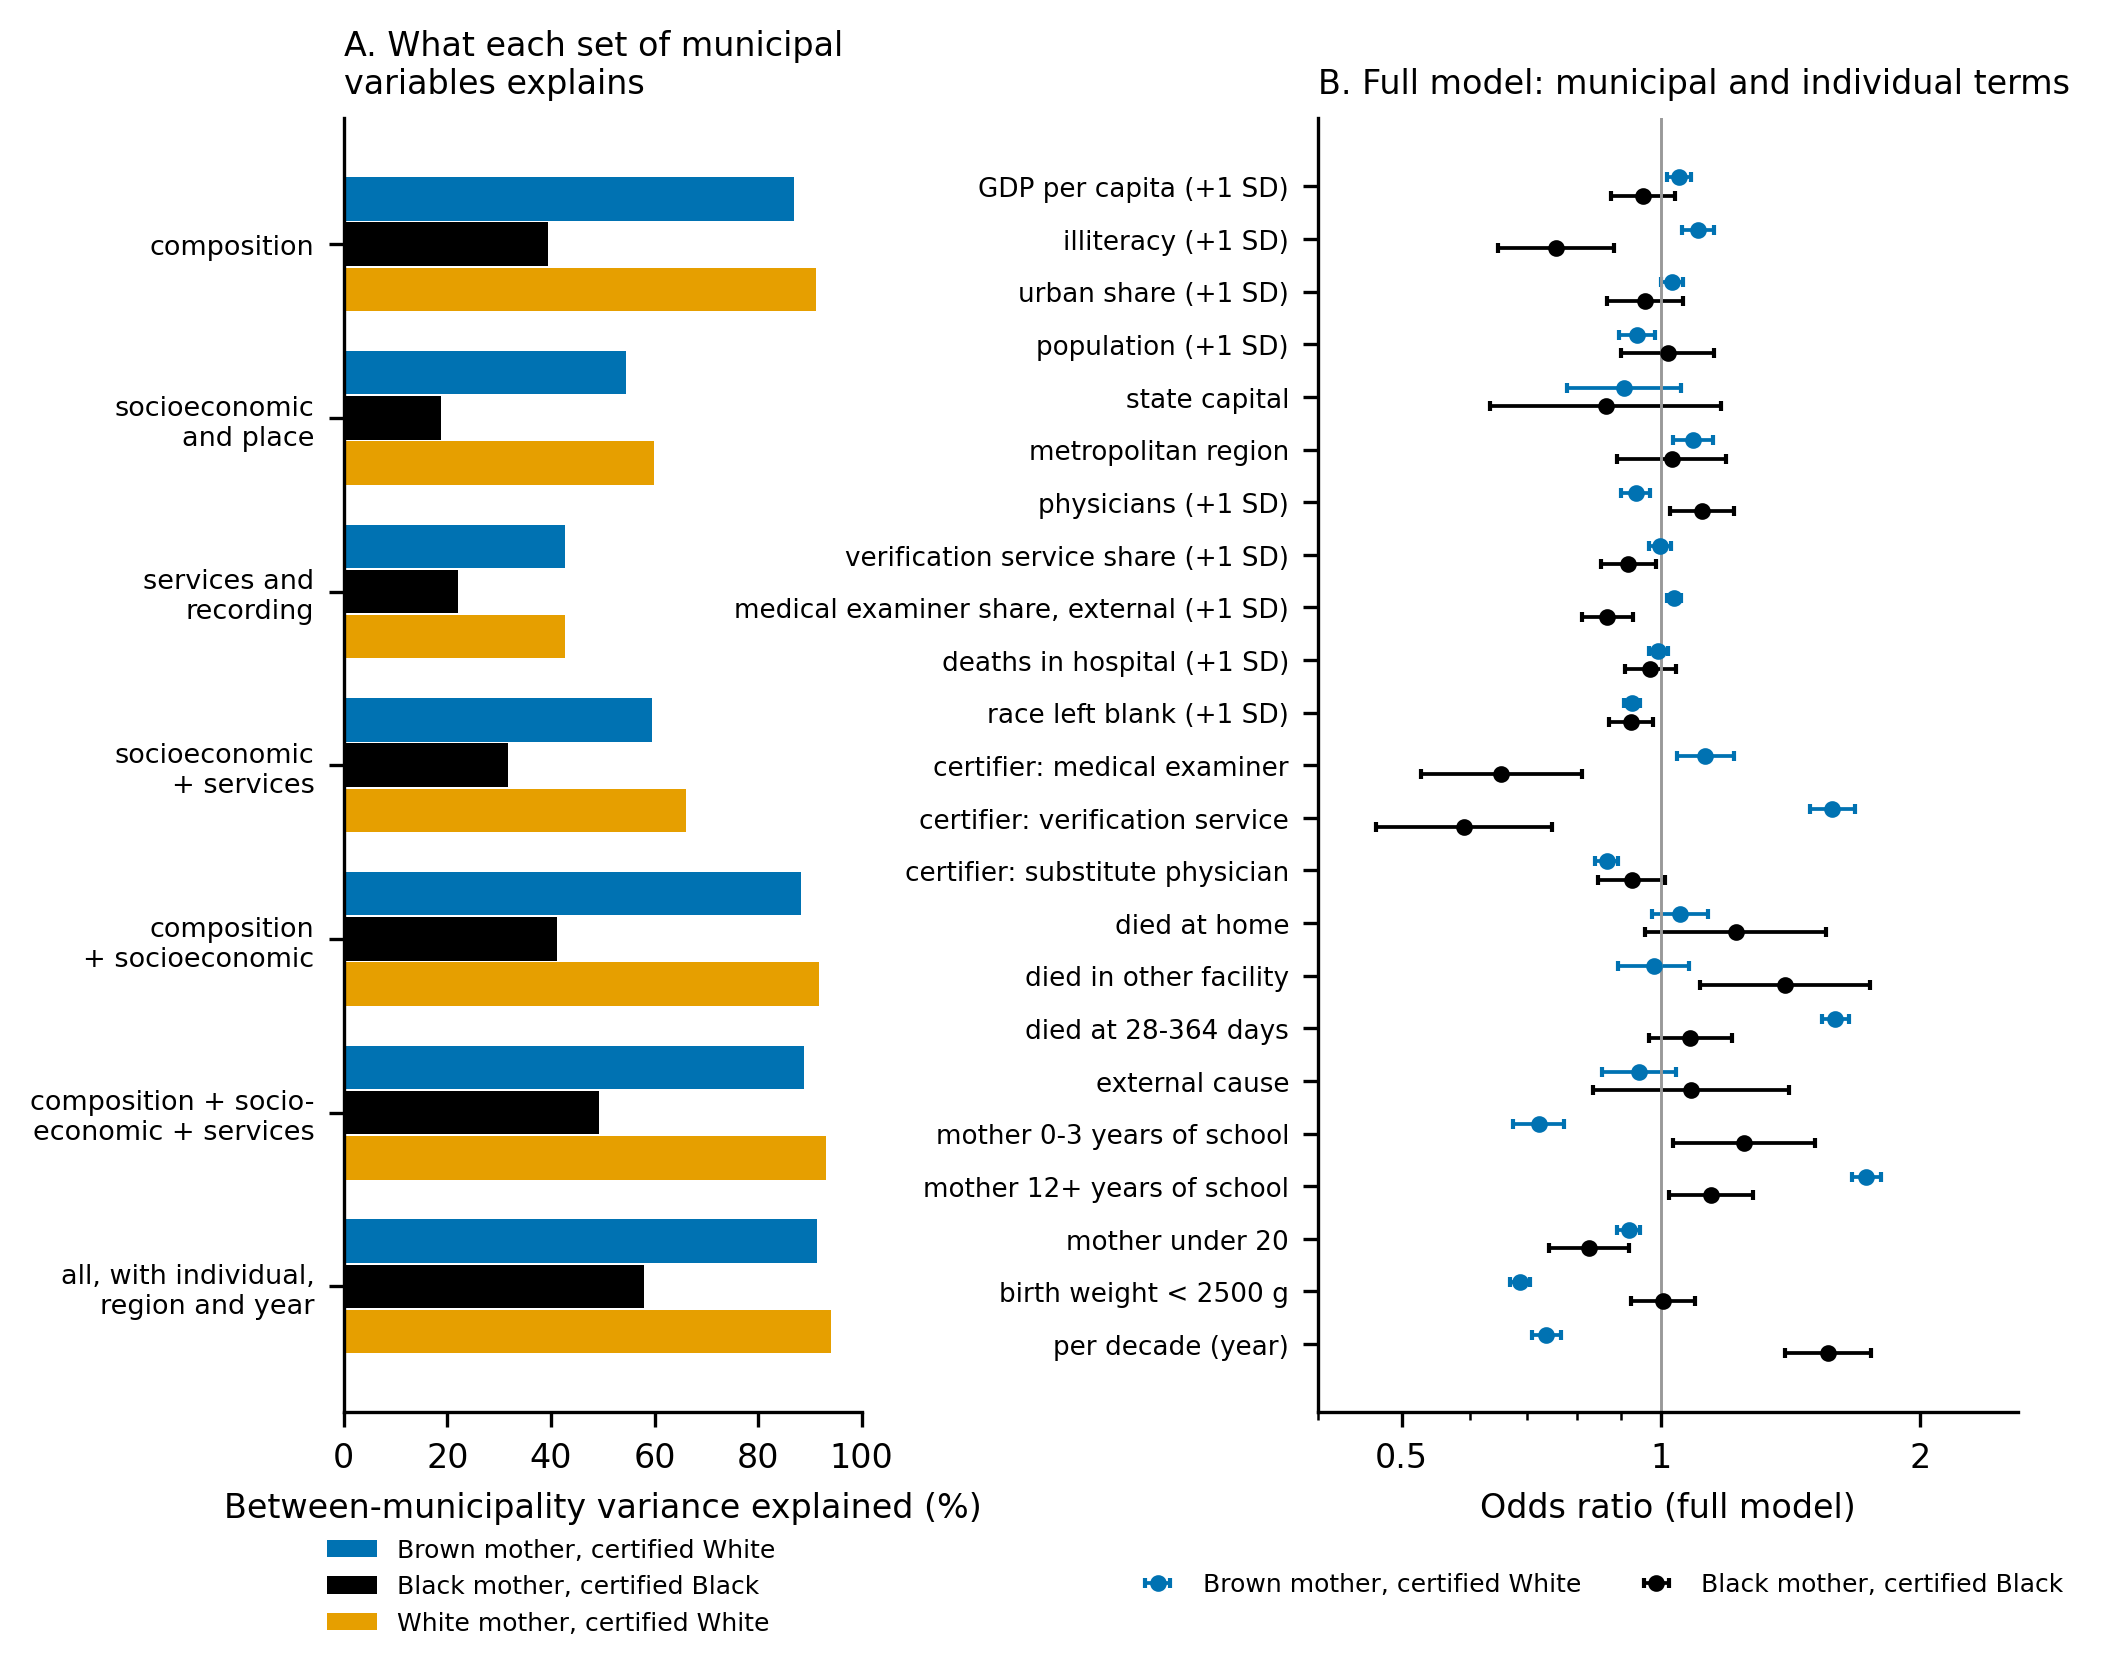 A. What each set of municipal
variables explains
composition
socioeconomic
and place
services and
recording
socioeconomic
+ services
composition
+ socioeconomic
composition + socio-
economic + services
all, with individual,
region and year
0 20 40 60 80 100
Between-municipality variance explained (%)
Brown mother, certified White
Black mother, certified Black
White mother, certified White
B. Full model: municipal and individual terms
GDP per capita (+1 SD)
illiteracy (+1 SD)
urban share (+1 SD)
population (+1 SD)
state capital
metropolitan region
physicians (+1 SD)
verification service share (+1 SD)
medical examiner share, external (+1 SD)
deaths in hospital (+1 SD)
race left blank (+1 SD)
certifier: medical examiner
certifier: verification service
certifier: substitute physician
died at home
died in other facility
died at 28-364 days
external cause
mother 0-3 years of school
mother 12+ years of school
mother under 20
birth weight < 2500 g
per decade (year)
0.5 1 2
Odds ratio (full model)
Brown mother, certified White
Black mother, certified Black